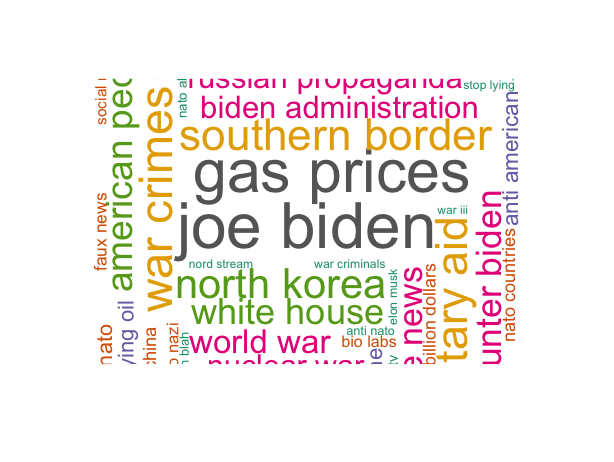 russian propaganda
stop lying
biden administration
southern border
gas prices
joe biden
war iii
nord stream
war criminals
north korea
white house
anti nato
world war
bio labs
nuclear war
social
nato al
american peo
war crimes
faux news
anti american
unter biden
nato countries
tary aid
billion dollars
elon musk
e news
nato
ying oil
china
o nazi
n blah
ne
tv